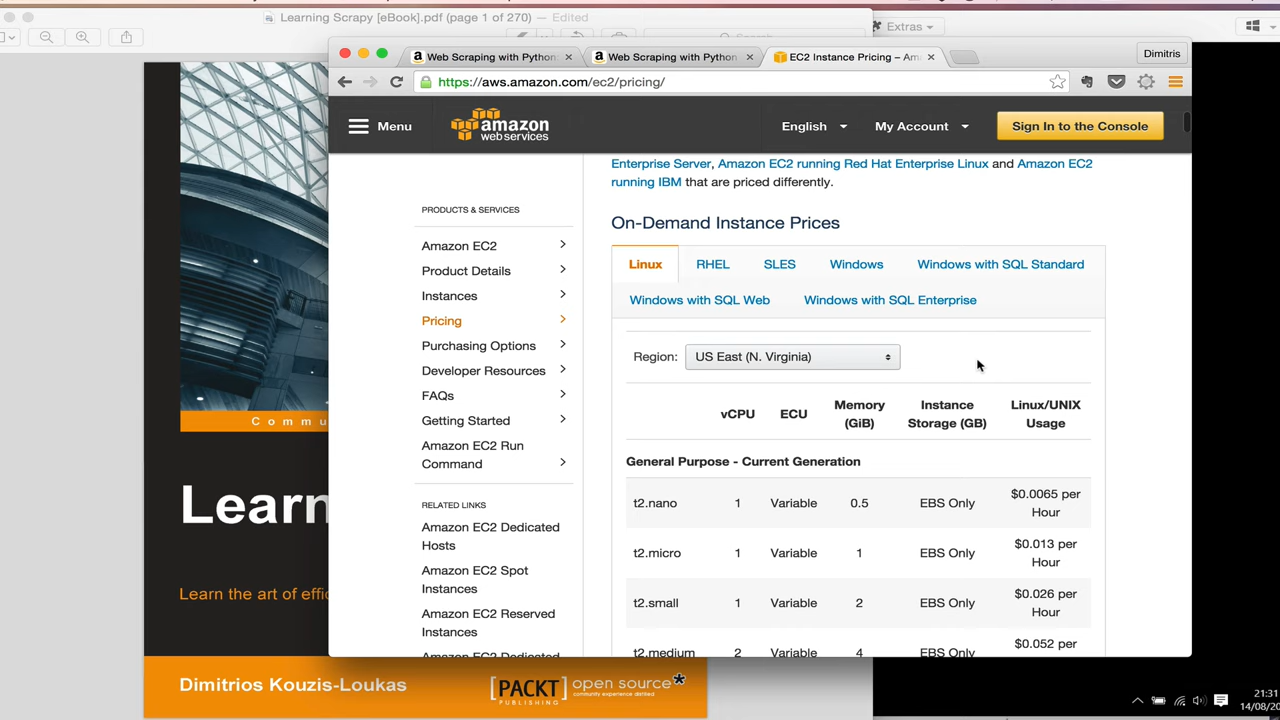 Learning Scrapy [eBook].pdf (page 1 of 270) — Edited
Extras
Search
Web Scraping with Python:
Web Scraping with Python:
EC2 Instance Pricing – Am
Dimitris
https://aws.amazon.com/ec2/pricing/
Menu
amazon
web services
English
My Account
Sign In to the Console
Enterprise Server, Amazon EC2 running Red Hat Enterprise Linux and Amazon EC2
running IBM that are priced differently.
PRODUCTS & SERVICES
Amazon EC2
Product Details
Instances
Pricing
Purchasing Options
Developer Resources
FAQs
Getting Started
Amazon EC2 Run
Command
RELATED LINKS
Amazon EC2 Dedicated
Hosts
Amazon EC2 Spot
Instances
Amazon EC2 Reserved
Instances
Amazon EC2 Dedicated
On-Demand Instance Prices
Linux RHEL SLES Windows Windows with SQL Standard
Windows with SQL Web Windows with SQL Enterprise
Region: US East (N. Virginia)
vCPU ECU Memory (GiB) Instance Storage (GB) Linux/UNIX Usage
General Purpose - Current Generation
t2.nano 1 Variable 0.5 EBS Only $0.0065 per Hour
t2.micro 1 Variable 1 EBS Only $0.013 per Hour
t2.small 1 Variable 2 EBS Only $0.026 per Hour
t2.medium 2 Variable 4 EBS Only $0.052 per
Commu
Learn
Learn the art of effic
Dimitrios Kouzis-Loukas
[PACKT] open source*
PUBLISHING community experience distilled
21:31
14/08/20